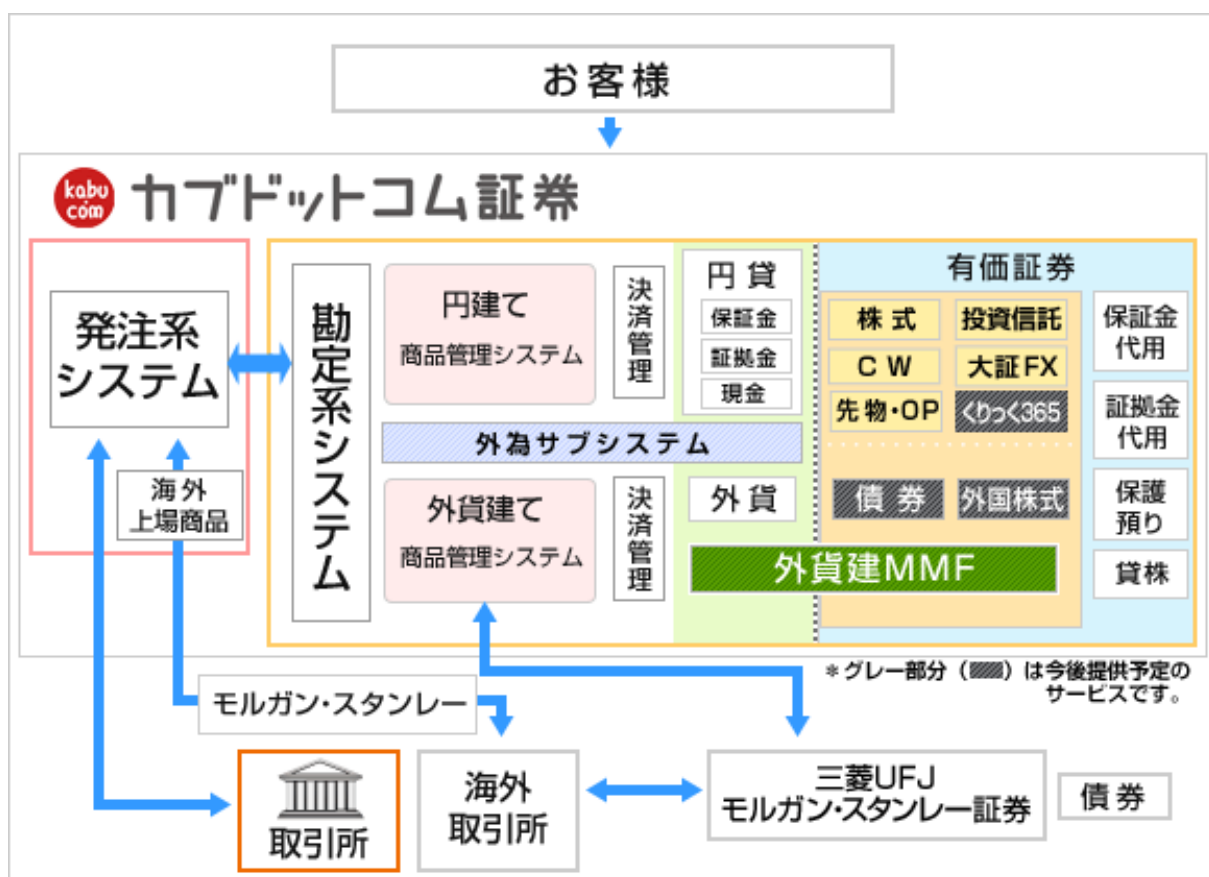 お客様
kabu
.com
カブドットコム証券
発注系
システム
海外
上場商品
勘定系システム
円建て
商品管理システム
決済管理
円貨
保証金
証拠金
現金
外為サブシステム
外貨建て
商品管理システム
決済管理
外貨
外貨建MMF
有価証券
株式
投資信託
CW
大証FX
先物・OP
くりっく365
債券
外国株式
保証金
代用
証拠金
代用
保護
預り
貸株
*グレー部分()は今後提供予定の
サービスです。
モルガン・スタンレー
取引所
海外
取引所
三菱UFJ
モルガン・スタンレー証券
債券